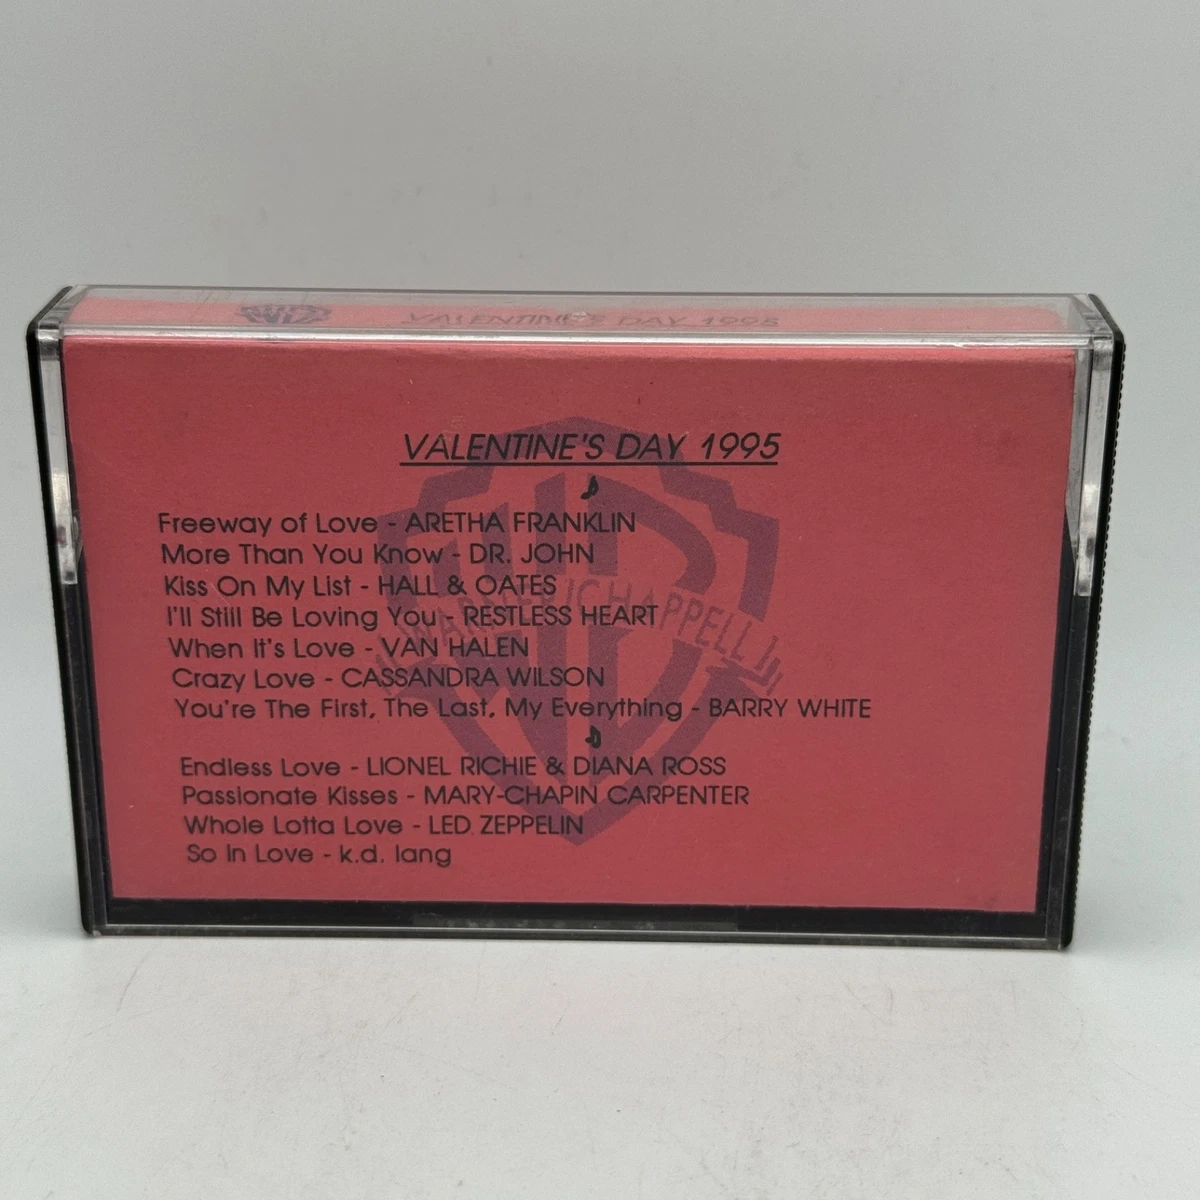 VALENTINE'S DAY 1995
VALENTINE'S DAY 1995
Freeway of Love - ARETHA FRANKLIN
More Than You Know - DR. JOHN
Kiss On My List - HALL & OATES
I'll Still Be Loving You - RESTLESS HEART
When It's Love - VAN HALEN
Crazy Love - CASSANDRA WILSON
You're The First, The Last, My Everything - BARRY WHITE
Endless Love - LIONEL RICHIE & DIANA ROSS
Passionate Kisses - MARY-CHAPIN CARPENTER
Whole Lotta Love - LED ZEPPELIN
So In Love - k.d. lang
WARNER CHAPPELL